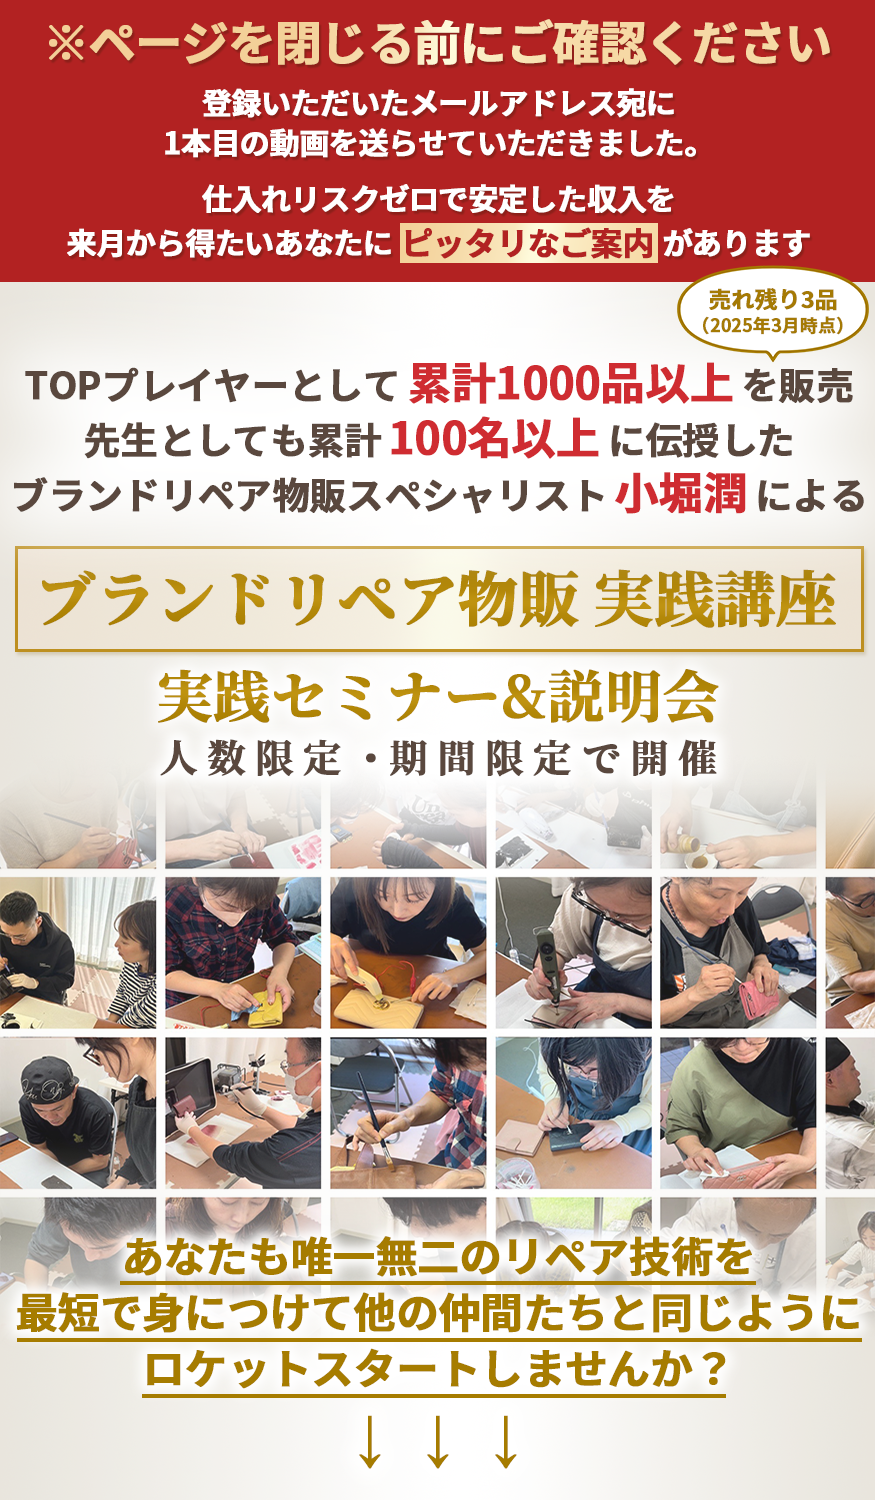 ※ページを閉じる前にご確認ください
登録いただいたメールアドレス宛に
1本目の動画を送らせていただきました。
仕入れリスクゼロで安定した収入を
来月から得たいあなたに ピッタリなご案内 があります
売れ残り3品
（2025年3月時点）
TOPプレイヤーとして 累計1000品以上 を販売
先生としても累計 100名以上 に伝授した
ブランドリペア物販スペシャリスト 小堀潤 による
ブランドリペア物販 実践講座
実践セミナー&説明会
人数限定・期間限定で開催
あなたも唯一無二のリペア技術を
最短で身につけて他の仲間たちと同じように
ロケットスタートしませんか？
↓ ↓ ↓